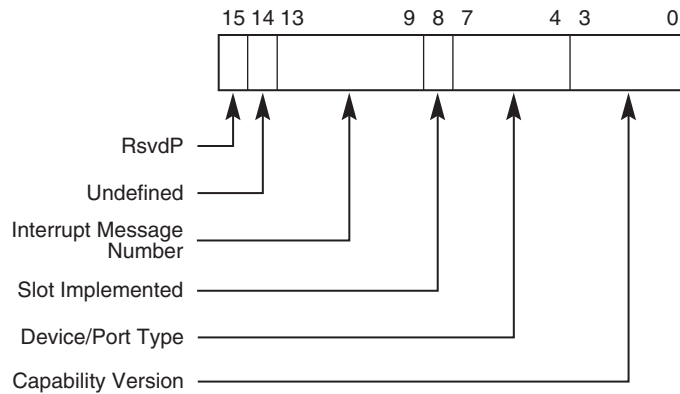 15 14 13 9 8 7 4 3 0
RsvdP
Undefined
Interrupt Message
Number
Slot Implemented
Device/Port Type
Capability Version